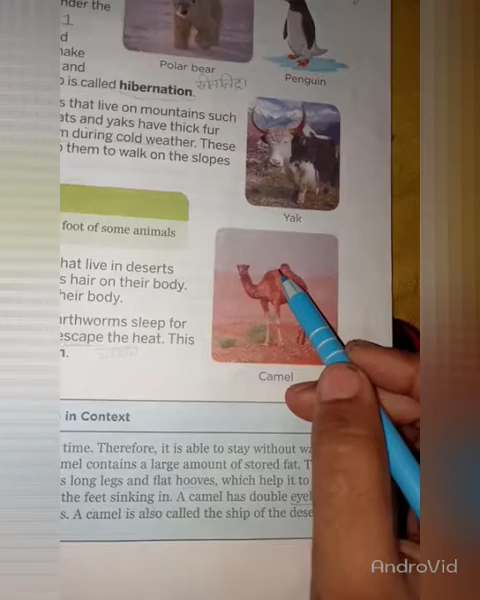 nder the
1
d
Polar bear
nake
Penguin
and
is called hibernation. शीतनिद्रा
s that live on mountains such
ats and yaks have thick fur
m during cold weather. These
them to walk on the slopes
Yak
foot of some animals
hat live in deserts
s hair on their body.
heir body.
rthworms sleep for
escape the heat. This
1.
Camel
in Context
time. Therefore, it is able to stay without wa
mel contains a large amount of stored fat. T
s long legs and flat hooves, which help it to
the feet sinking in. A camel has double eyel
s. A camel is also called the ship of the dese
AndroVid